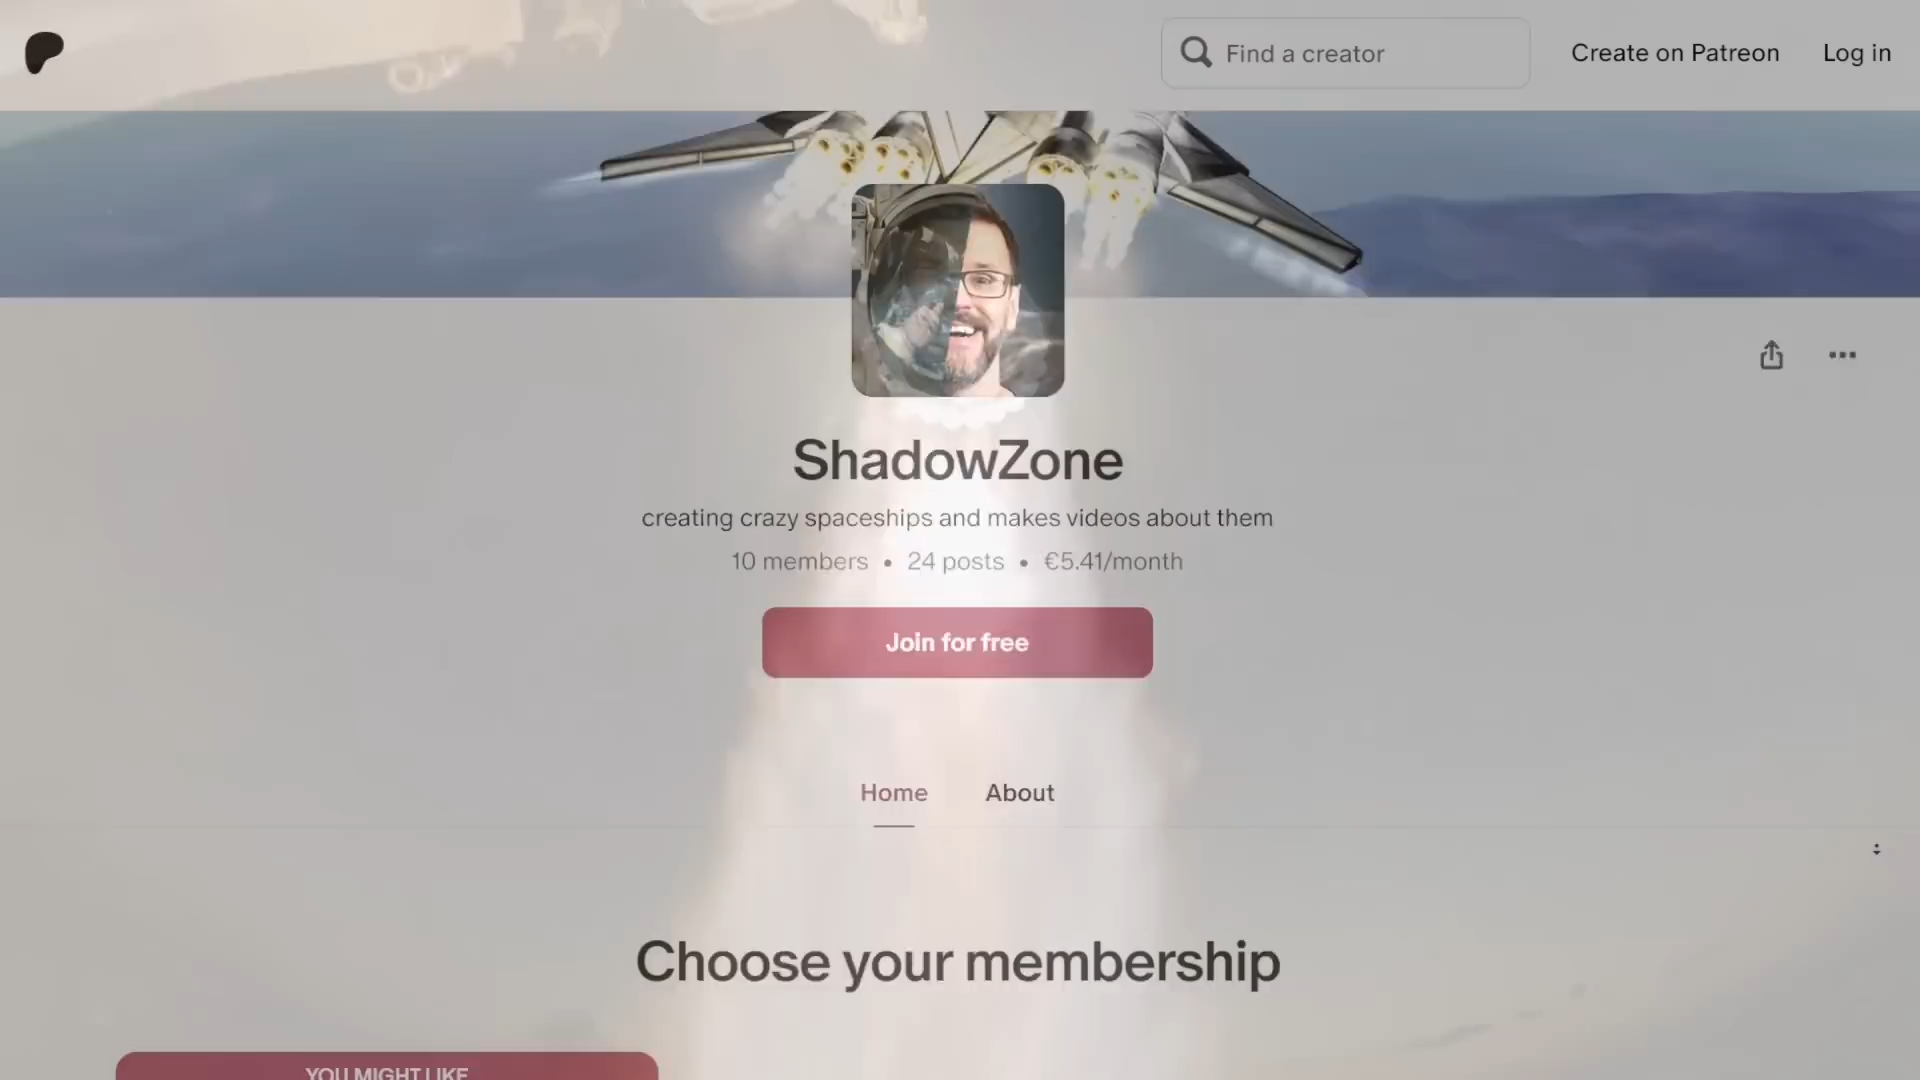 Find a creator
Create on Patreon
Log in
ShadowZone
creating crazy spaceships and makes videos about them
10 members • 24 posts • €5.41/month
Join for free
Home
About
Choose your membership
YOU MIGHT LIKE